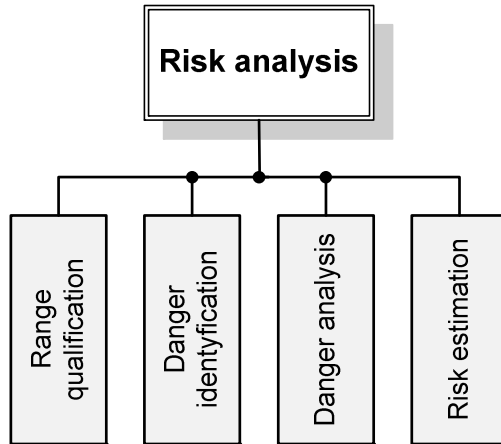 Risk analysis
Range
qualification
Danger
identyfication
Danger analysis
Risk estimation